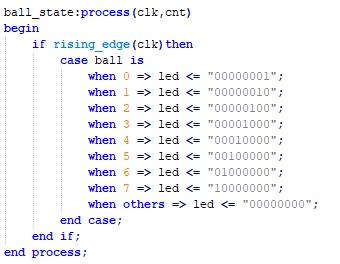 ball_state:process(clk,cnt)
begin
if rising_edge(clk)then
case ball is
when 0 => led <= "00000001";
when 1 => led <= "00000010";
when 2 => led <= "00000100";
when 3 => led <= "00001000";
when 4 => led <= "00010000";
when 5 => led <= "00100000";
when 6 => led <= "01000000";
when 7 => led <= "10000000";
when others => led <= "00000000";
end case;
end if;
end process;